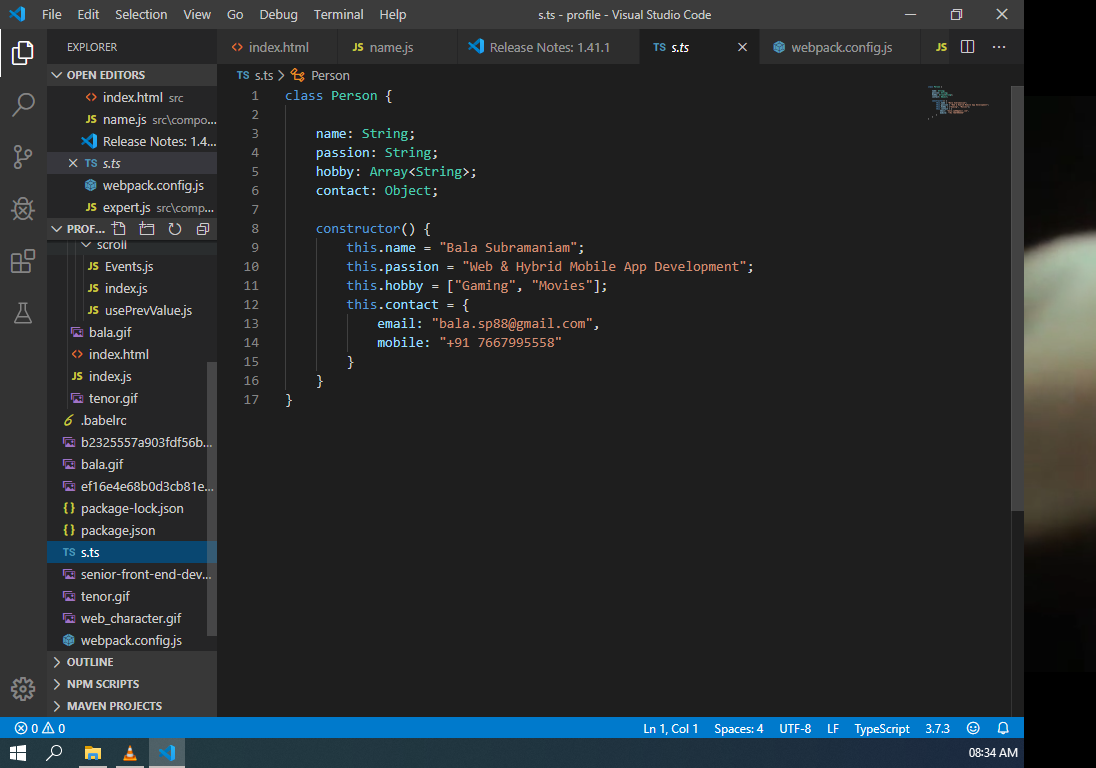 File Edit Selection View Go Debug Terminal Help s.ts - profile - Visual Studio Code
EXPLORER
OPEN EDITORS
index.html src
JS name.js src\compo...
Release Notes: 1.4...
TS s.ts
webpack.config.js
JS expert.js src\comp...
PROF...
scroll
JS Events.js
JS index.js
JS usePrevValue.js
bala.gif
index.html
JS index.js
tenor.gif
.babelrc
b2325557a903fdf56b...
bala.gif
ef16e4e68b0d3cb81e...
{} package-lock.json
{} package.json
TS s.ts
senior-front-end-dev...
tenor.gif
web_character.gif
webpack.config.js
OUTLINE
NPM SCRIPTS
MAVEN PROJECTS
<> index.html JS name.js Release Notes: 1.41.1 TS s.ts webpack.config.js JS
TS s.ts > Person
1 class Person {
2
3 name: String;
4 passion: String;
5 hobby: Array<String>;
6 contact: Object;
7
8 constructor() {
9 this.name = "Bala Subramaniam";
10 this.passion = "Web & Hybrid Mobile App Development";
11 this.hobby = ["Gaming", "Movies"];
12 this.contact = {
13 email: "bala.sp88@gmail.com",
14 mobile: "+91 7667995558"
15 }
16 }
17 }
0 0 Ln 1, Col 1 Spaces: 4 UTF-8 LF TypeScript 3.7.3
08:34 AM